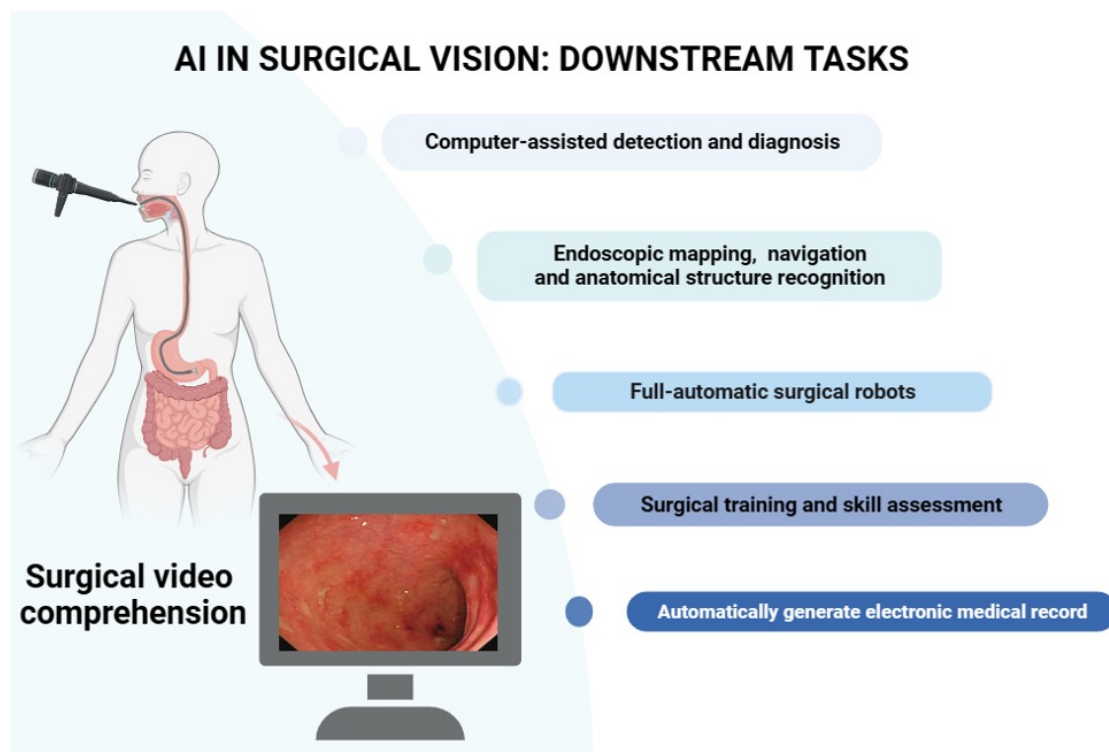 AI IN SURGICAL VISION: DOWNSTREAM TASKS
Computer-assisted detection and diagnosis
Endoscopic mapping, navigation
and anatomical structure recognition
Full-automatic surgical robots
Surgical training and skill assessment
Automatically generate electronic medical record
Surgical video
comprehension